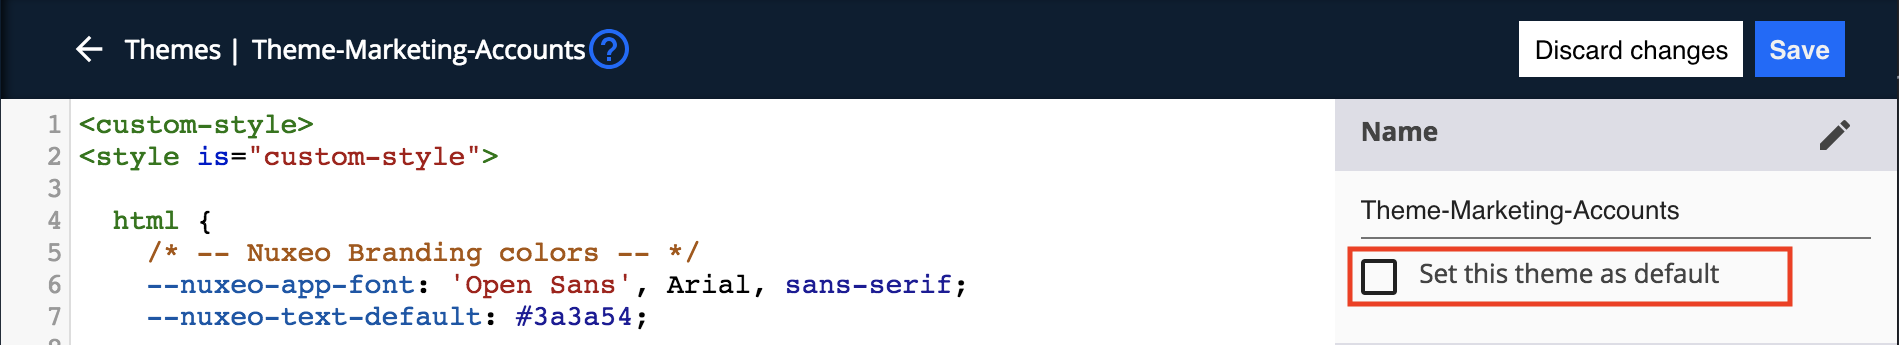 Themes | Theme-Marketing-Accounts ?
Discard changes
Save
1 <custom-style>
2 <style is="custom-style">
3
4 html {
5 /* -- Nuxeo Branding colors -- */
6 --nuxeo-app-font: 'Open Sans', Arial, sans-serif;
7 --nuxeo-text-default: #3a3a54;
Name
Theme-Marketing-Accounts
Set this theme as default